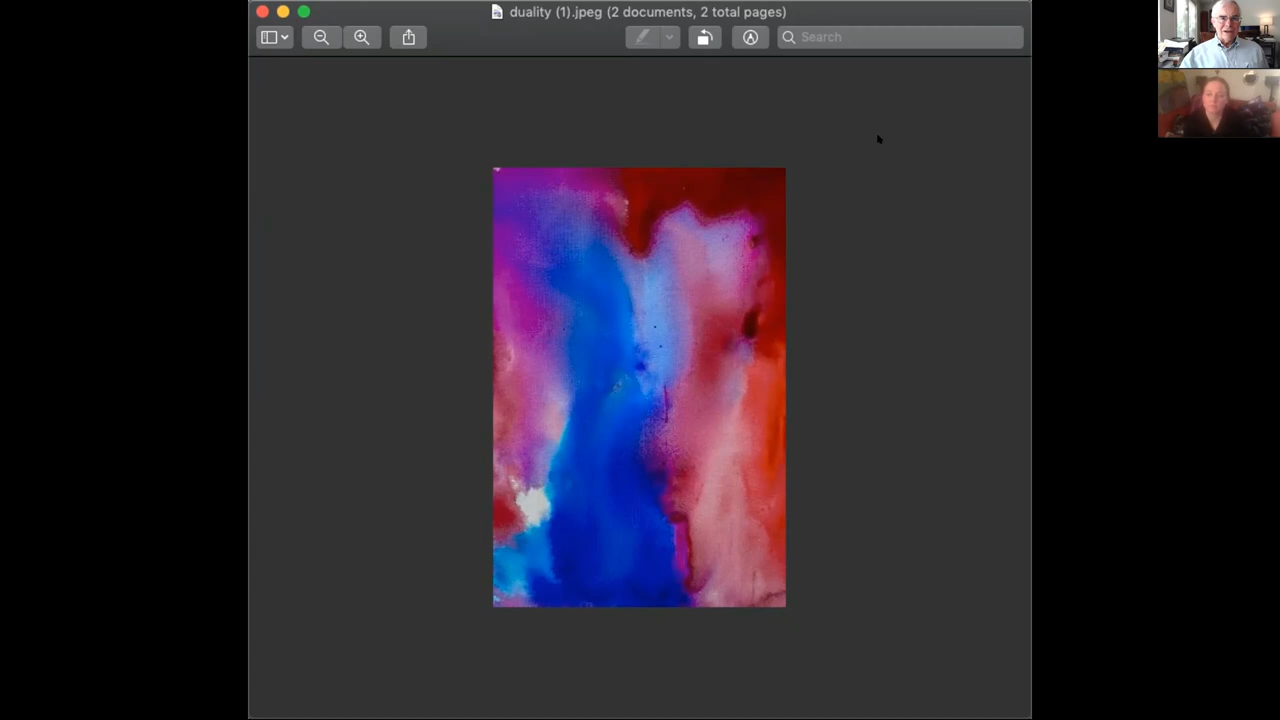 duality (1).jpeg (2 documents, 2 total pages)
Search